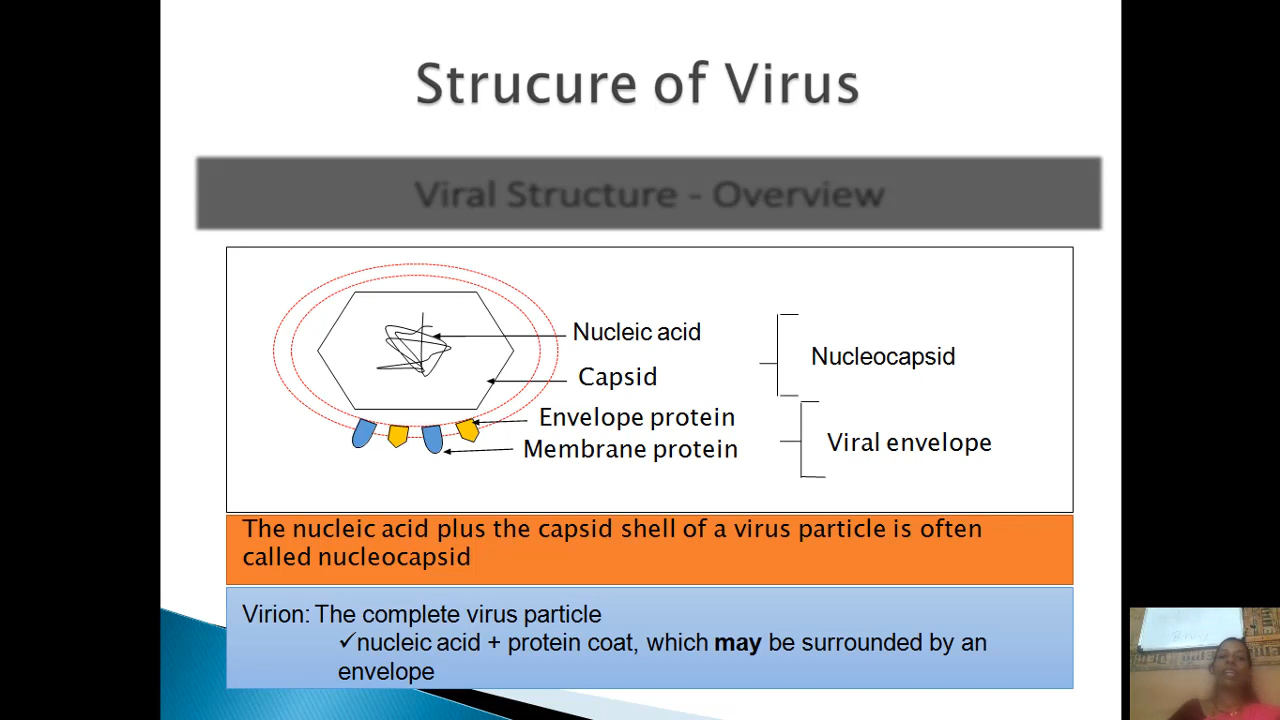 Strucure of Virus
Viral Structure - Overview
Nucleic acid
Capsid
Nucleocapsid
Envelope protein
Membrane protein
Viral envelope
The nucleic acid plus the capsid shell of a virus particle is often
called nucleocapsid
Virion: The complete virus particle
✓nucleic acid + protein coat, which may be surrounded by an
envelope